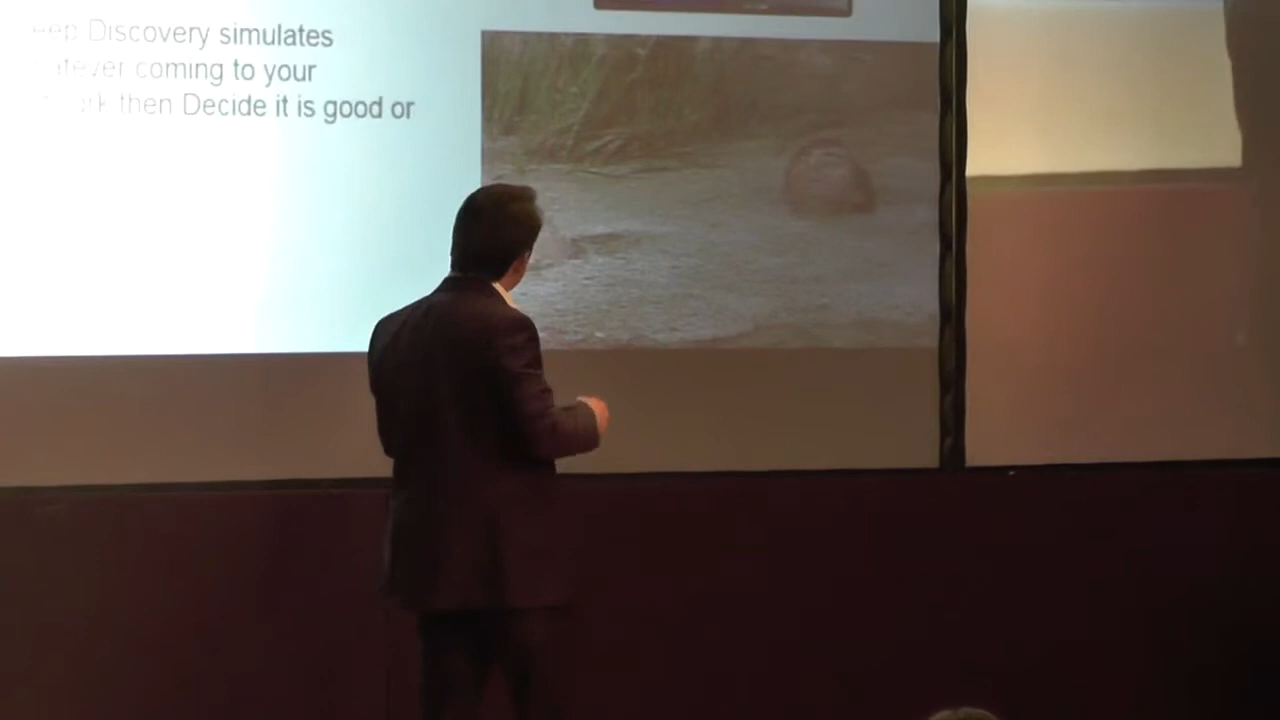 Discovery simulates
coming to your
then Decide it is good or